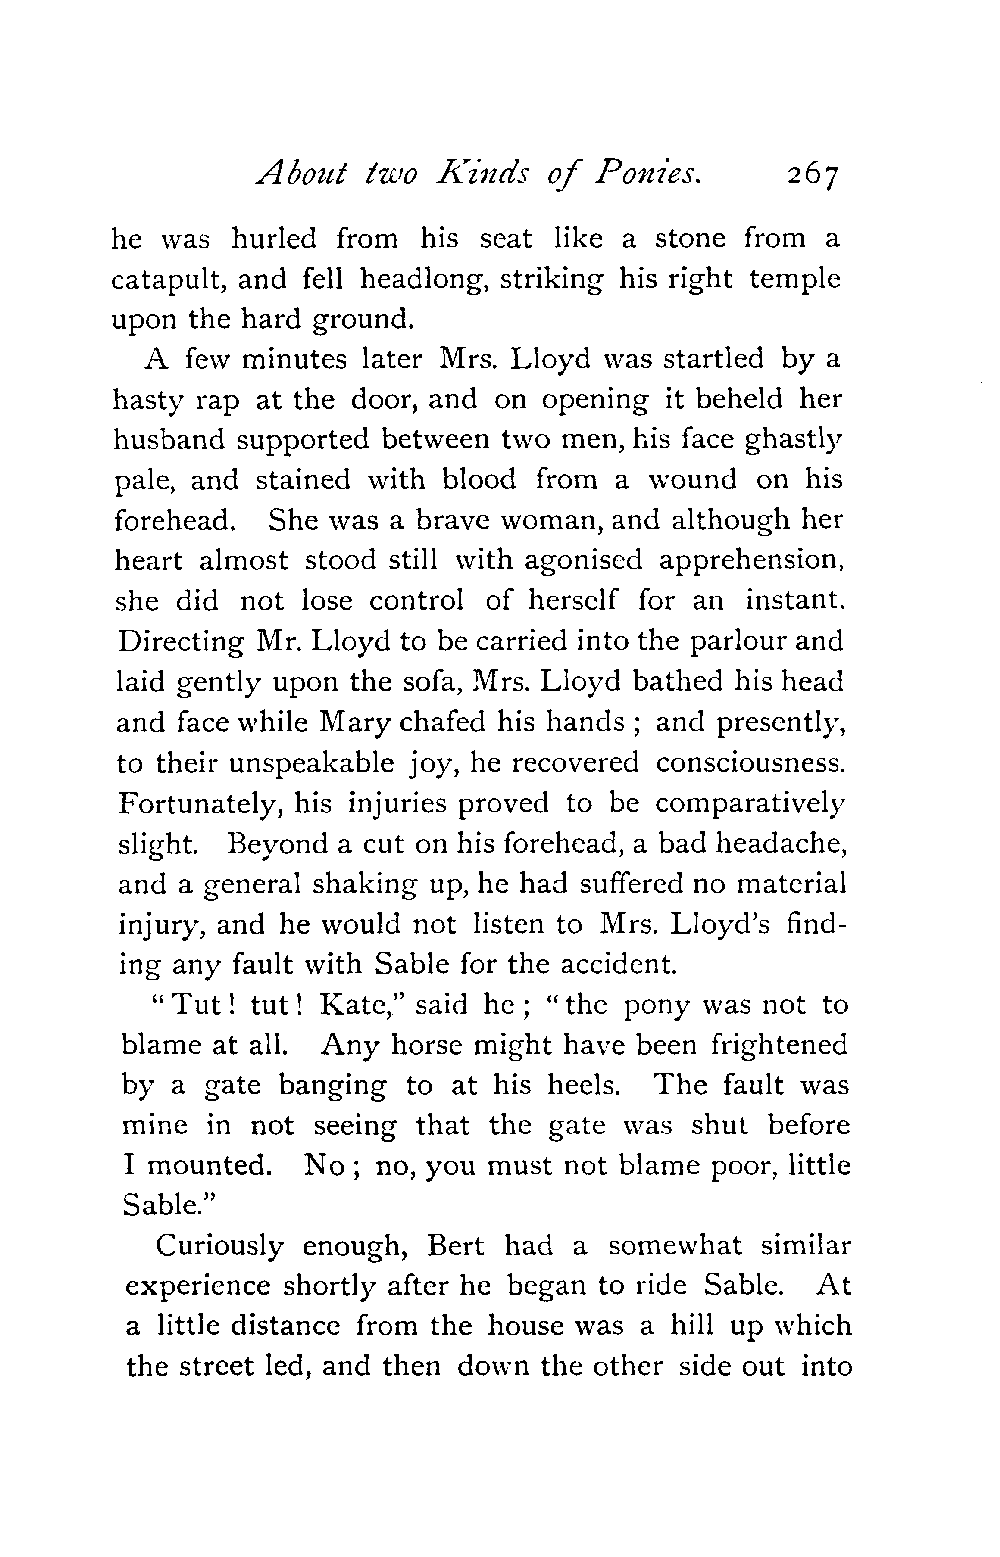 About two Kinds of Ponies. 267
he was hurled from his seat like a stone from a
catapult, and fell headlong, striking his right temple
upon the hard ground.
A few minutes later Mrs. Lloyd was startled by a
hasty rap at the door, and on opening it beheld her
husband supported between two men, his face ghastly
pale, and stained with blood from a wound on his
forehead. She was a brave woman, and although her
heart almost stood still with agonised apprehension,
she did not lose control of herself for an instant.
Directing Mr. Lloyd to be carried into the parlour and
laid gently upon the sofa, Mrs. Lloyd bathed his head
and face while Mary chafed his hands ; and presently,
to their unspeakable joy, he recovered consciousness.
Fortunately, his injuries proved to be comparatively
slight. Beyond a cut on his forehead, a bad headache,
and a general shaking up, he had suffered no material
injury, and he would not listen to Mrs. Lloyd's find-
ing any fault with Sable for the accident.
"Tut! tut! Kate," said he ; "the pony was not to
blame at all. Any horse might have been frightened
by a gate banging to at his heels. The fault was
mine in not seeing that the gate was shut before
I mounted. No ; no, you must not blame poor, little
Sable."
Curiously enough, Bert had a somewhat similar
experience shortly after he began to ride Sable. At
a little distance from the house was a hill up which
the street led, and then down the other side out into